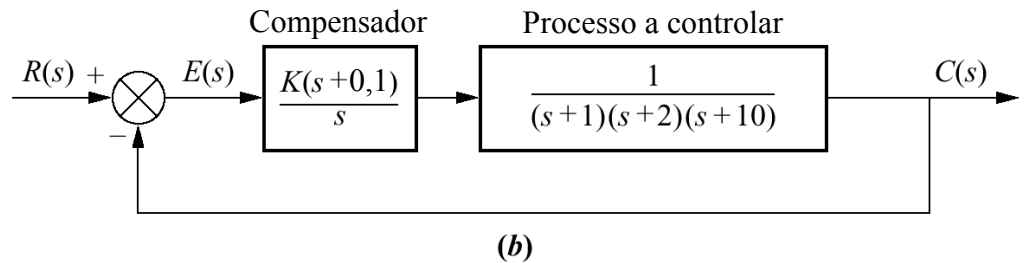 Compensador
Processo a controlar
R(s) +
−
E(s)
K(s+0,1)
s
1
(s+1)(s+2)(s+10)
C(s)
(b)